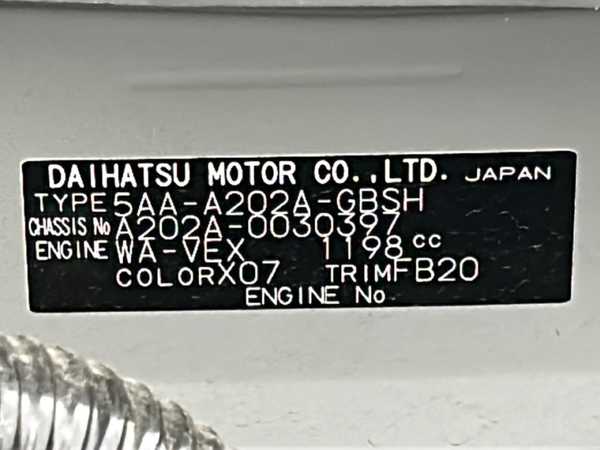 DAIHATSU MOTOR CO.,LTD. JAPAN
TYPE 5AA-A202A-GBSH
CHASSIS No A202A-0030397
ENGINE WA-VEX 1198 cc
COLOR X07 TRIM FB20
ENGINE No.